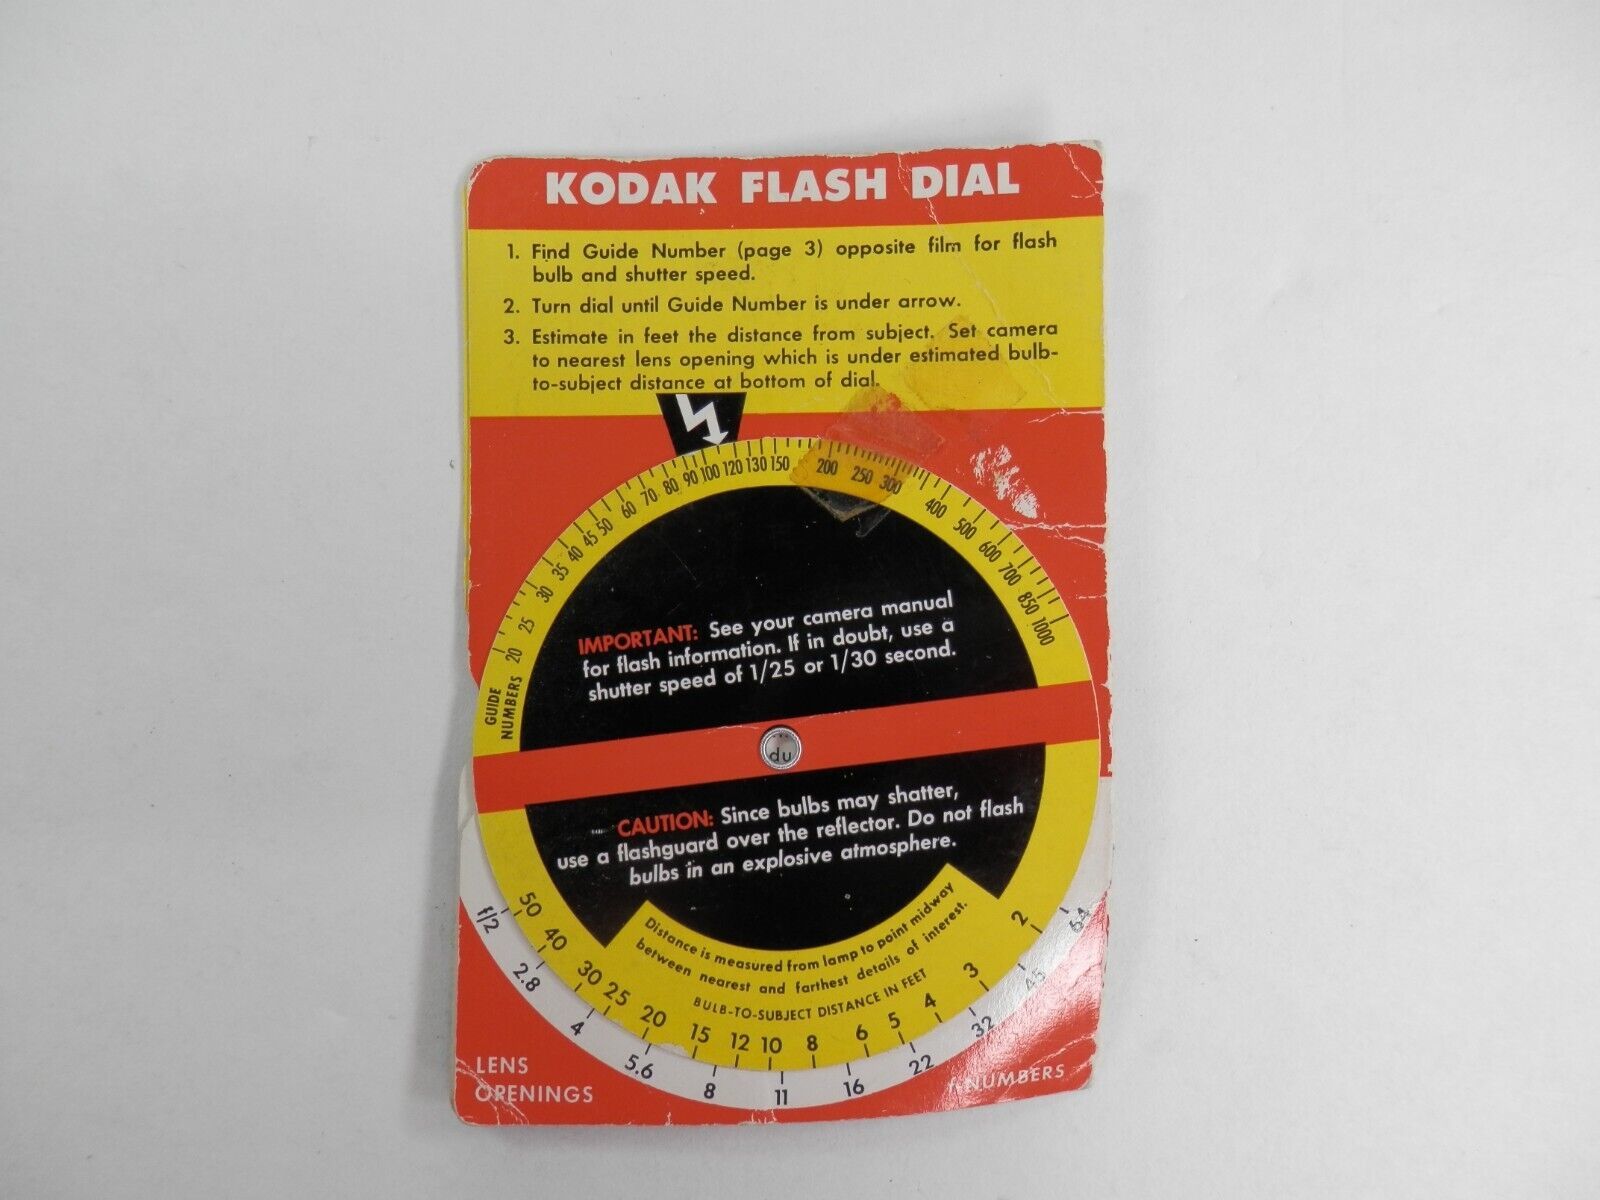 KODAK FLASH DIAL
1. Find Guide Number (page 3) opposite film for flash
bulb and shutter speed.
2. Turn dial until Guide Number is under arrow.
3. Estimate in feet the distance from subject. Set camera
to nearest lens opening which is under estimated bulb-
to-subject distance at bottom of dial.
GUIDE
NUMBERS 20 25 30 35 40 45 50 60 70 80 90 100 120 130 150 200 250 300 400 500 600 700 850 1000
IMPORTANT: See your camera manual
for flash information. If in doubt, use a
shutter speed of 1/25 or 1/30 second.
du
CAUTION: Since bulbs may shatter,
use a flashguard over the reflector. Do not flash
bulbs in an explosive atmosphere.
Distance is measured from lamp to point midway
between nearest and farthest details of interest.
BULB-TO-SUBJECT DISTANCE IN FEET
50 40 30 25 20 15 12 10 8 6 5 4 3 2
f/2 2.8 4 5.6 8 11 16 22 32 45 64
LENS
OPENINGS
NUMBERS